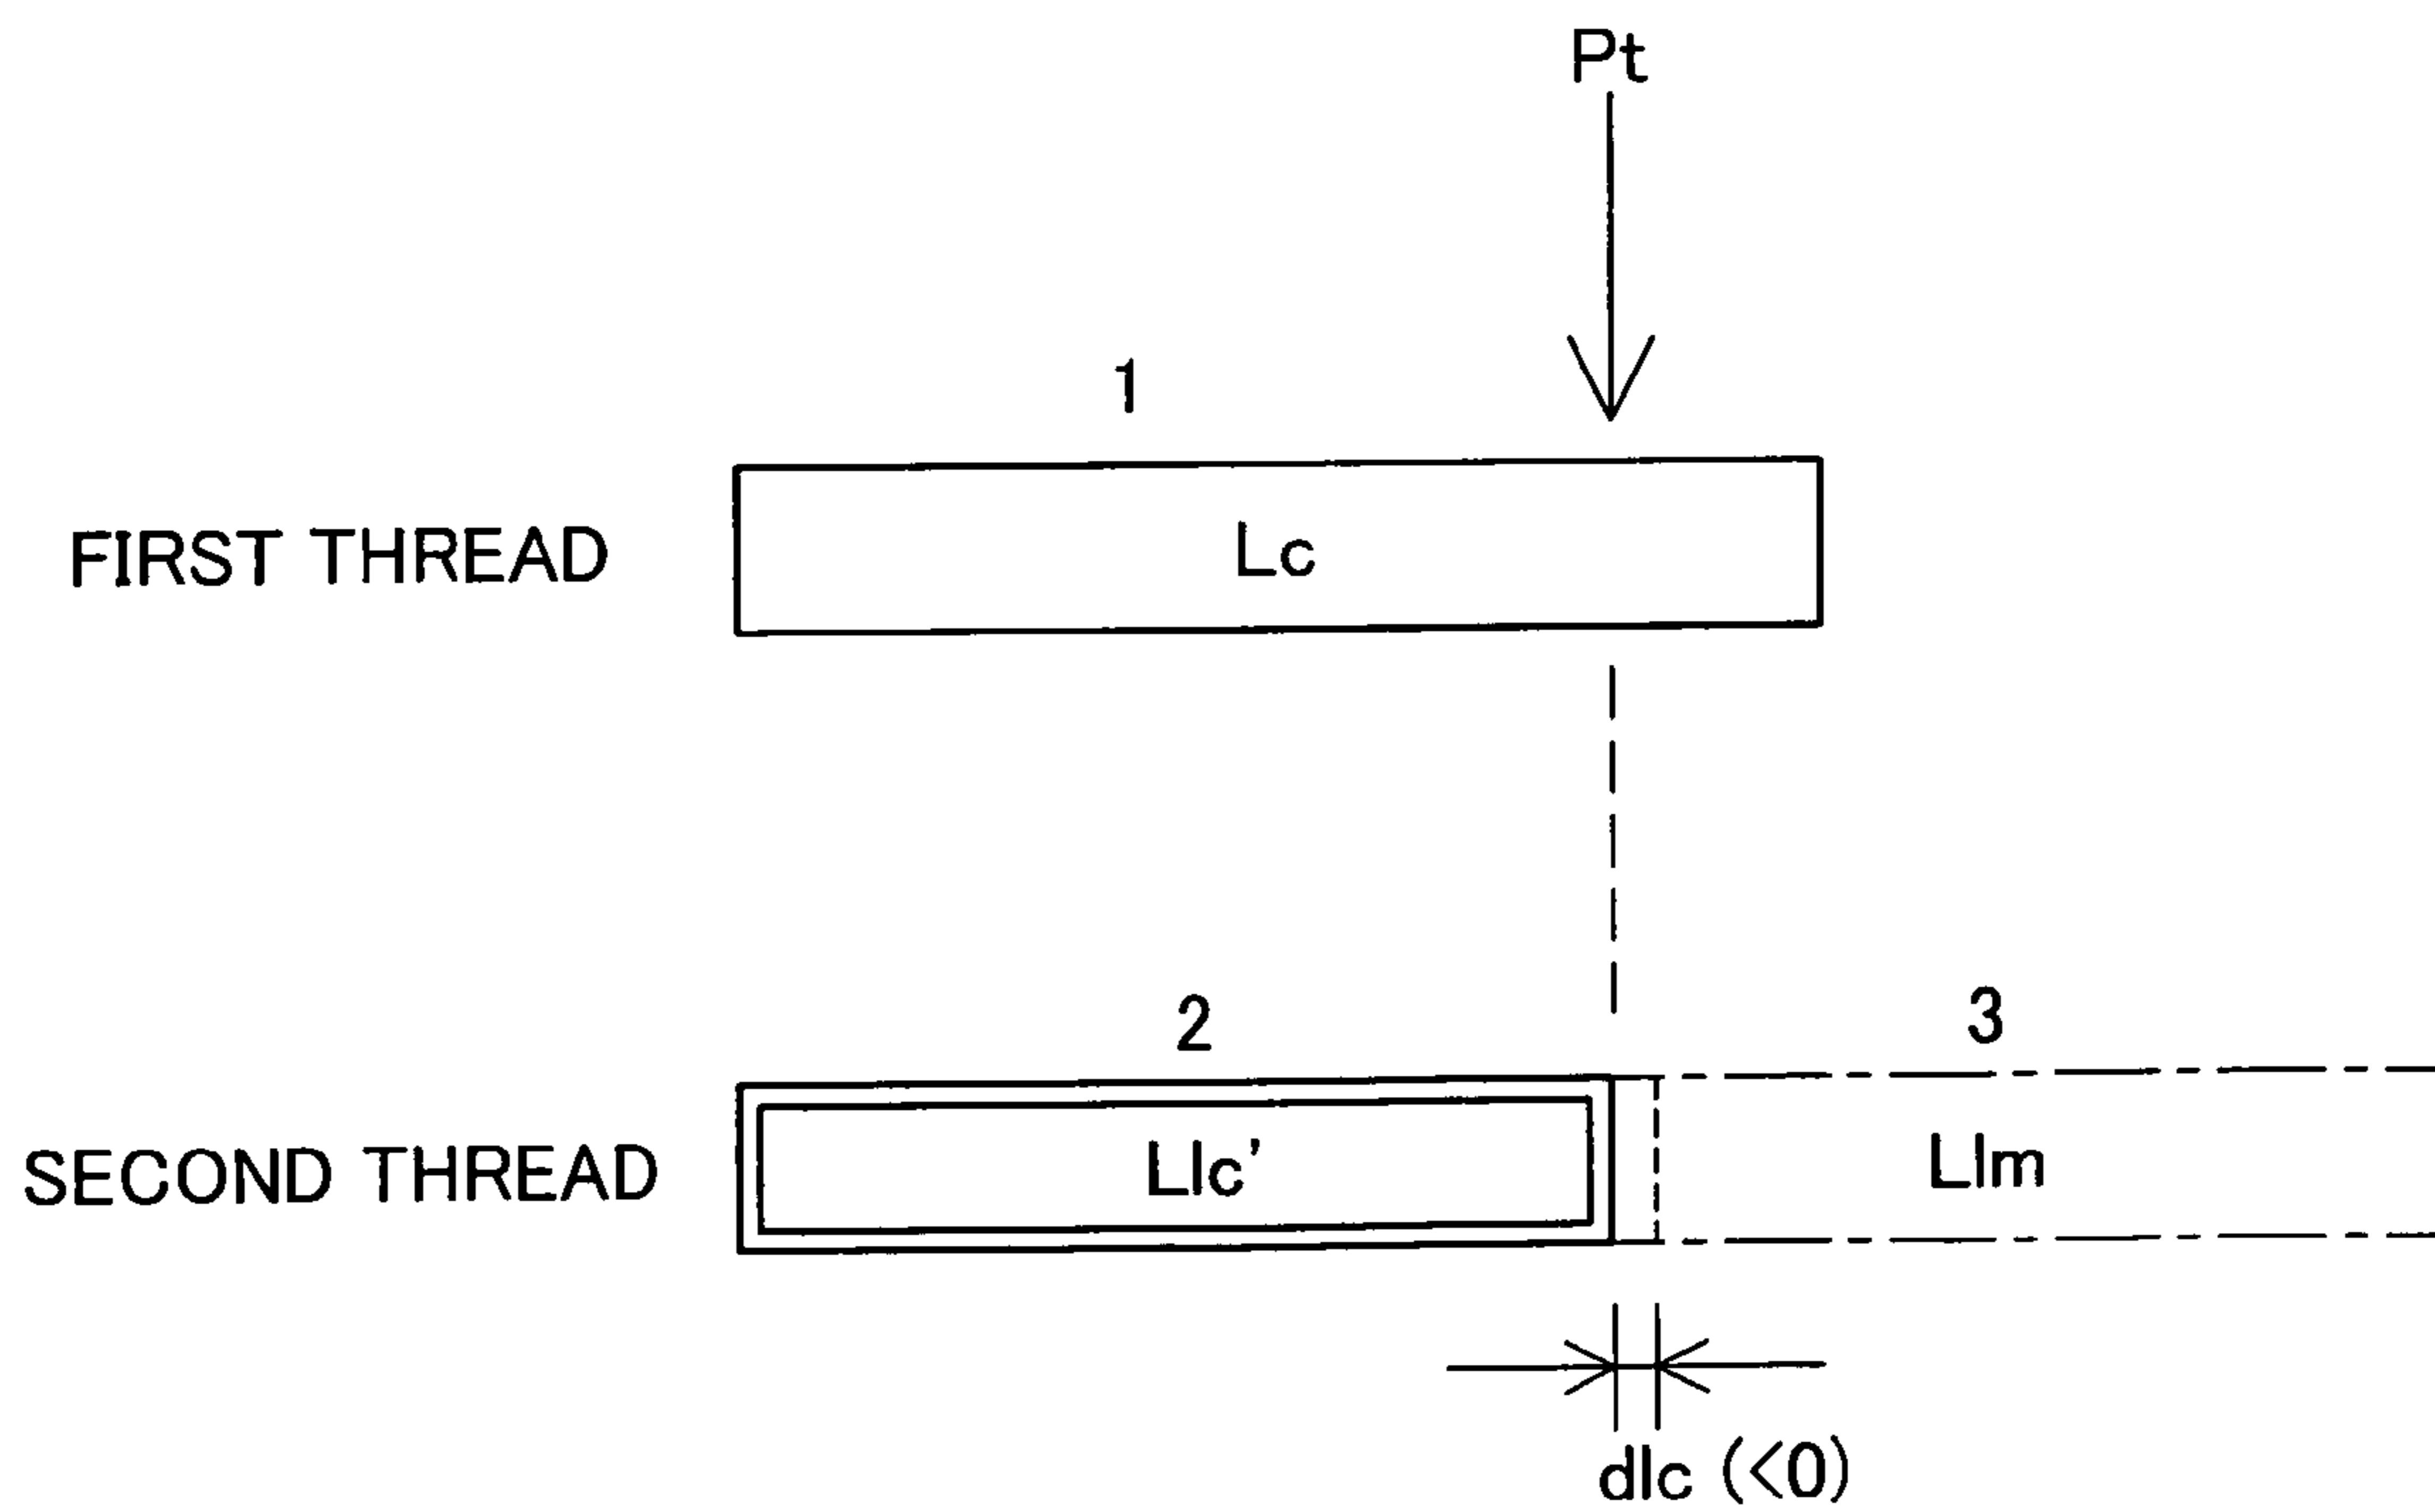 Pt
1
FIRST THREAD
Lc
2
3
SECOND THREAD
Llc’
Llm
dlc (<0)